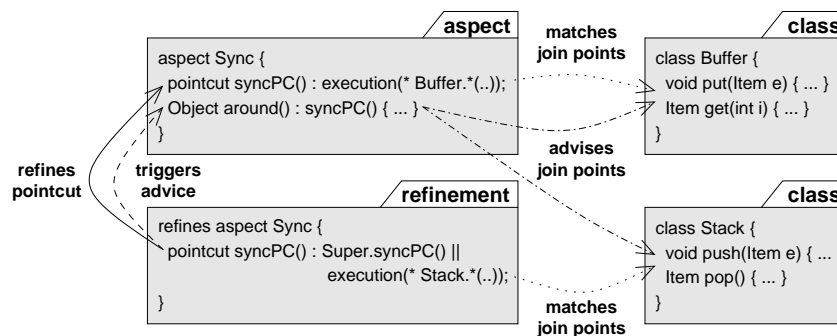 aspect
aspect Sync {
pointcut syncPC() : execution(* Buffer.*(..));
Object around() : syncPC() { ... }
}
matches
join points
class
class Buffer {
void put(Item e) { ... }
Item get(int i) { ... }
}
refines
pointcut
triggers
advice
advises
join points
refinement
refines aspect Sync {
pointcut syncPC() : Super.syncPC() ||
execution(* Stack.*(..));
}
matches
join points
class
class Stack {
void push(Item e) { ...
Item pop() { ... }
}